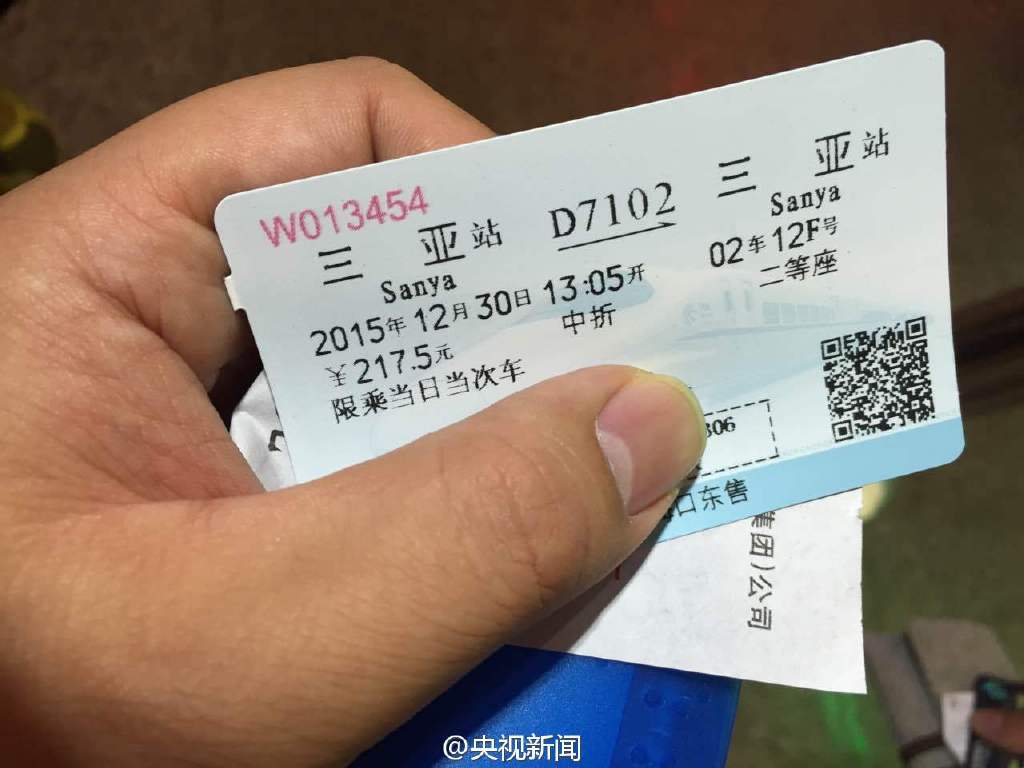 W013454
三 亚站 D7102 三 亚站
Sanya Sanya
2015年12月30日 13:05开 02车12F号
¥217.5元 中折 二等座
限乘当日当次车
306
口东售
集团)公司
@央视新闻